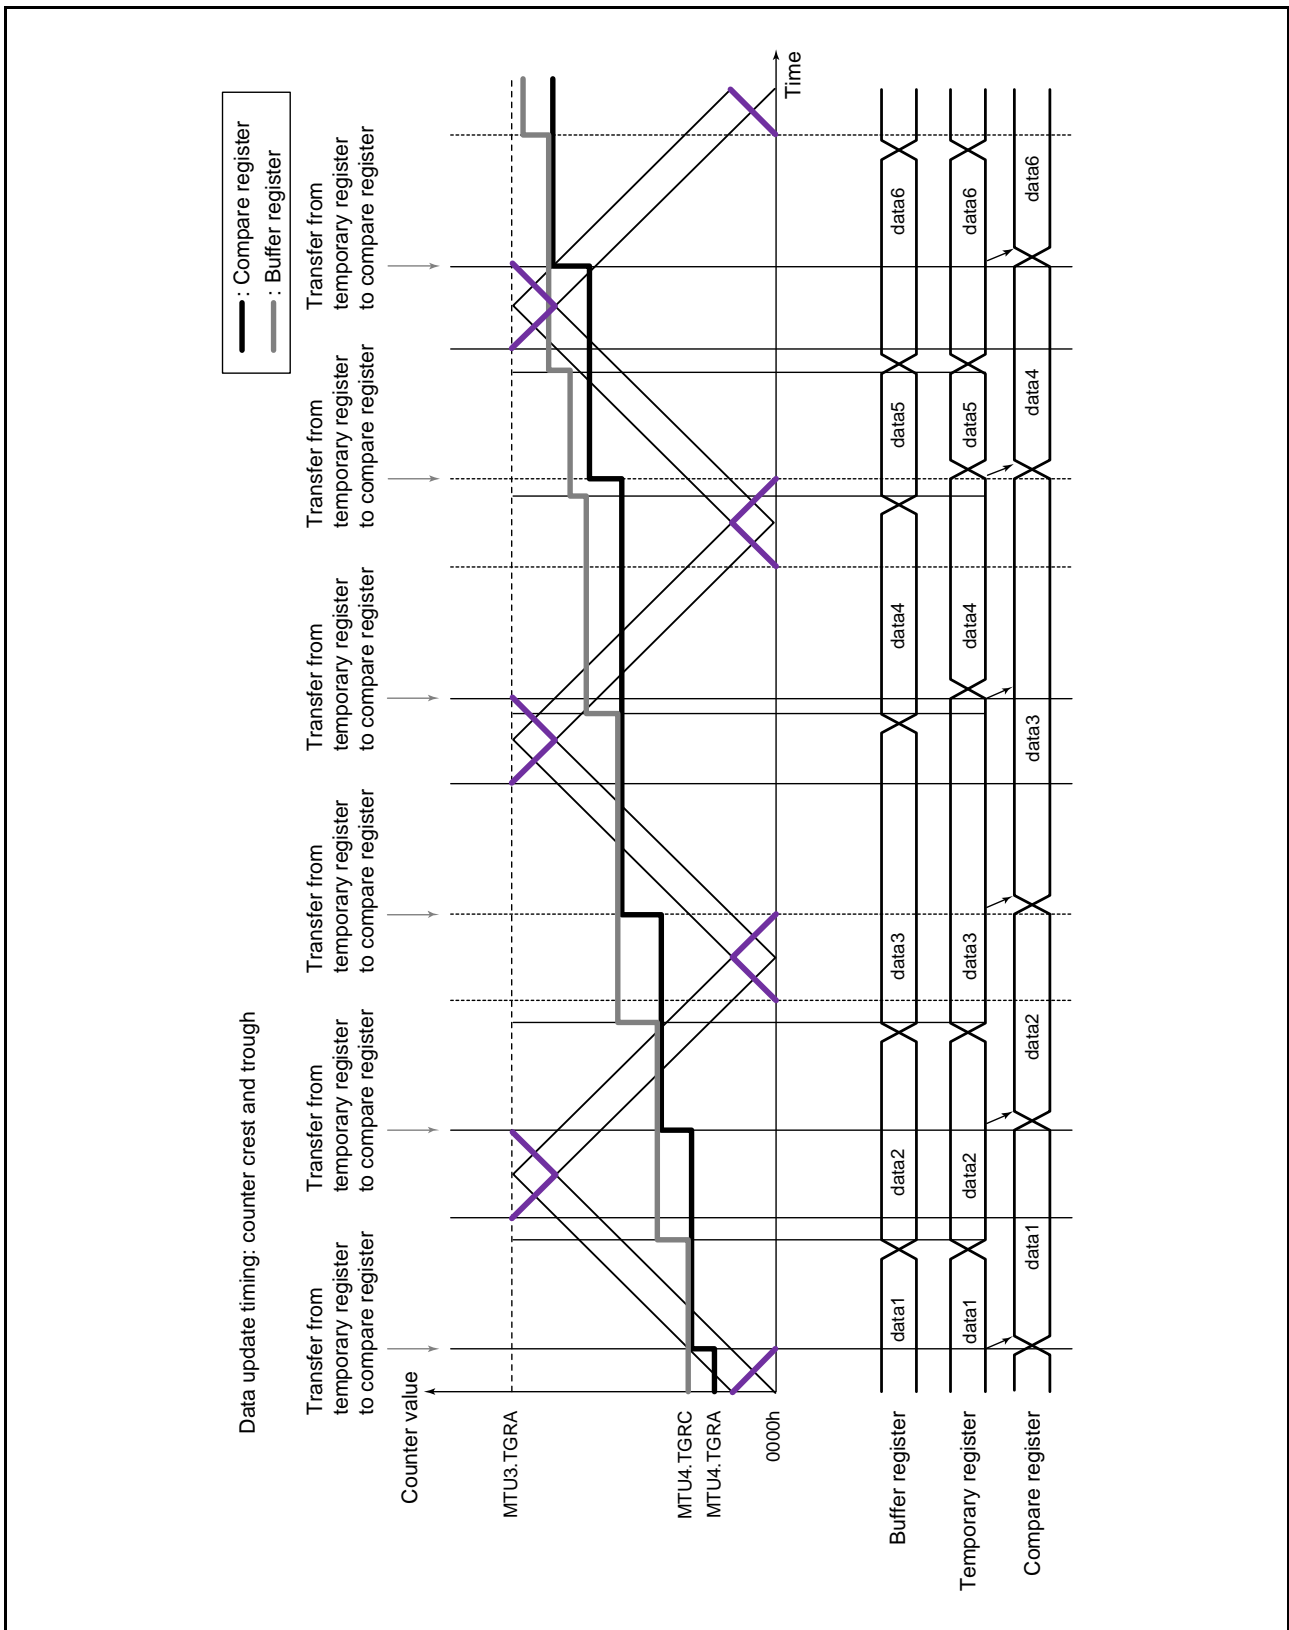 Data update timing: counter crest and trough
: Compare register
: Buffer register
Transfer from
temporary register
to compare register
Transfer from
temporary register
to compare register
Transfer from
temporary register
to compare register
Transfer from
temporary register
to compare register
Transfer from
temporary register
to compare register
Transfer from
temporary register
to compare register
Counter value
MTU3.TGRA
MTU4.TGRC
MTU4.TGRA
0000h
Time
Buffer register
data1
data2
data3
data4
data5
data6
Temporary register
data1
data2
data3
data4
data5
data6
Compare register
data1
data2
data3
data4
data6